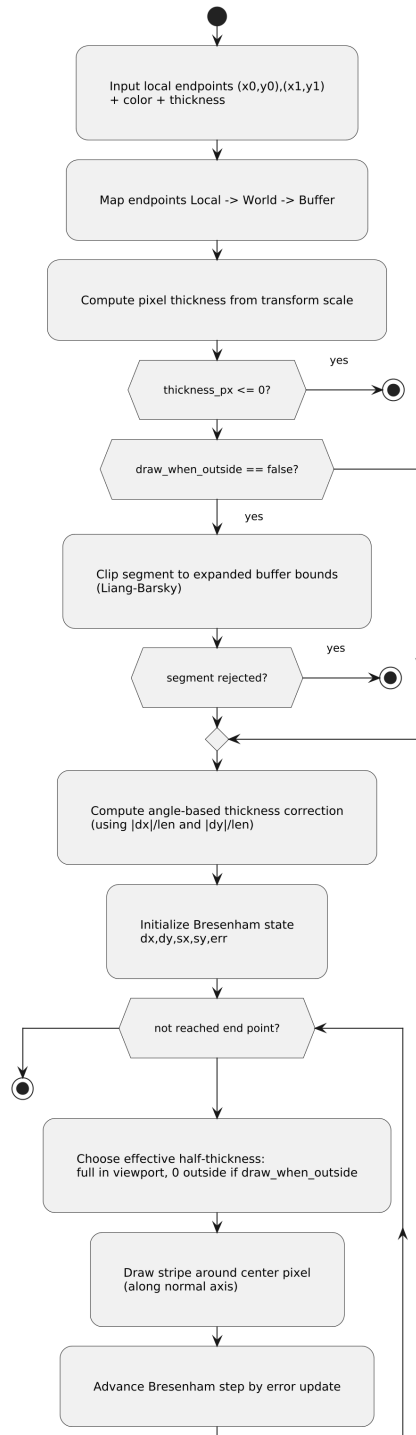 Input local endpoints (x0,y0),(x1,y1)
+ color + thickness
Map endpoints Local -> World -> Buffer
Compute pixel thickness from transform scale
yes
thickness_px <= 0?
draw_when_outside == false?
yes
Clip segment to expanded buffer bounds
(Liang-Barsky)
yes
segment rejected?
Compute angle-based thickness correction
(using |dx|/len and |dy|/len)
Initialize Bresenham state
dx,dy,sx,sy,err
not reached end point?
Choose effective half-thickness:
full in viewport, 0 outside if draw_when_outside
Draw stripe around center pixel
(along normal axis)
Advance Bresenham step by error update